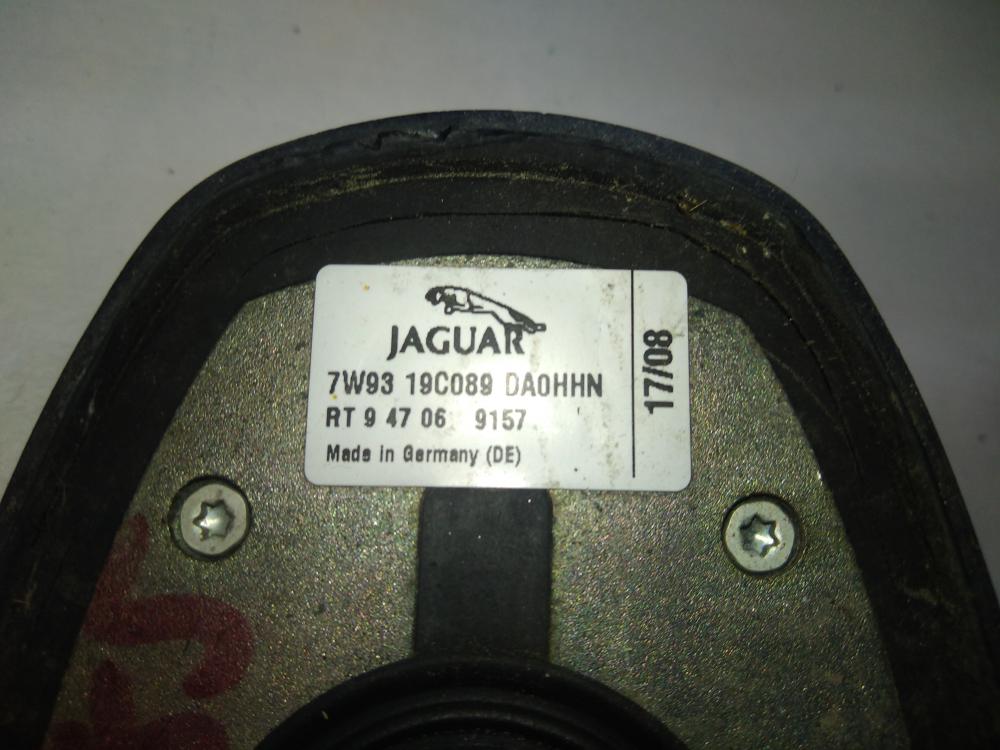 JAGUAR
7W93 19C089 DA0HHN
RT 9 47 06 9157
Made in Germany (DE)
17/08